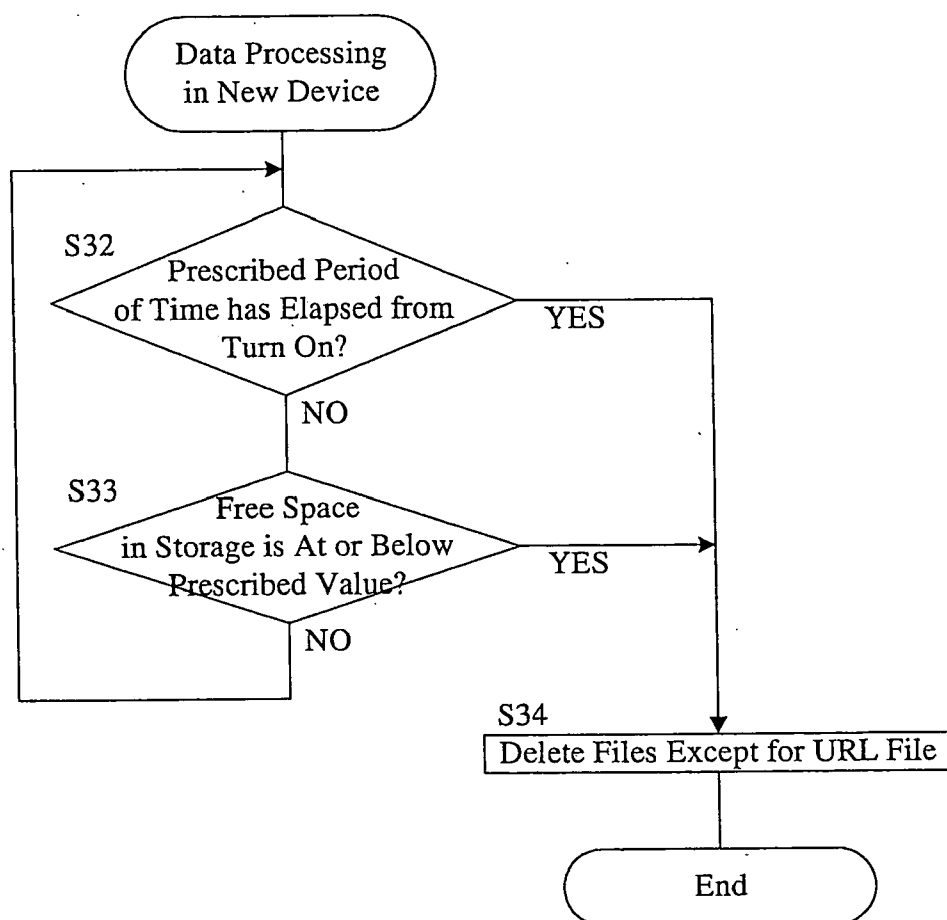 Data Processing
in New Device
S32
Prescribed Period
of Time has Elapsed from
Turn On?
YES
NO
S33
Free Space
in Storage is At or Below
Prescribed Value?
YES
NO
S34
Delete Files Except for URL File
End